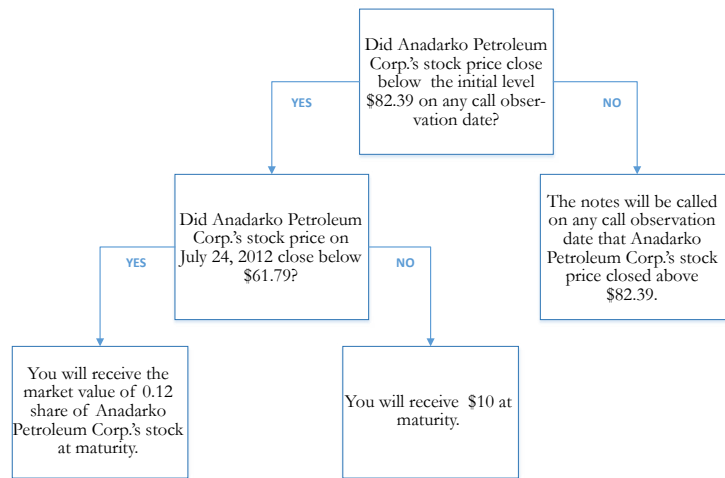 Did Anadarko Petroleum
Corp.'s stock price close
below the initial level
$82.39 on any call obser-
vation date?
YES
NO
Did Anadarko Petroleum
Corp.'s stock price on
July 24, 2012 close below
$61.79?
The notes will be called
on any call observation
date that Anadarko
Petroleum Corp.'s stock
price closed above
$82.39.
YES
NO
You will receive the
market value of 0.12
share of Anadarko
Petroleum Corp.'s stock
at maturity.
You will receive $10 at
maturity.